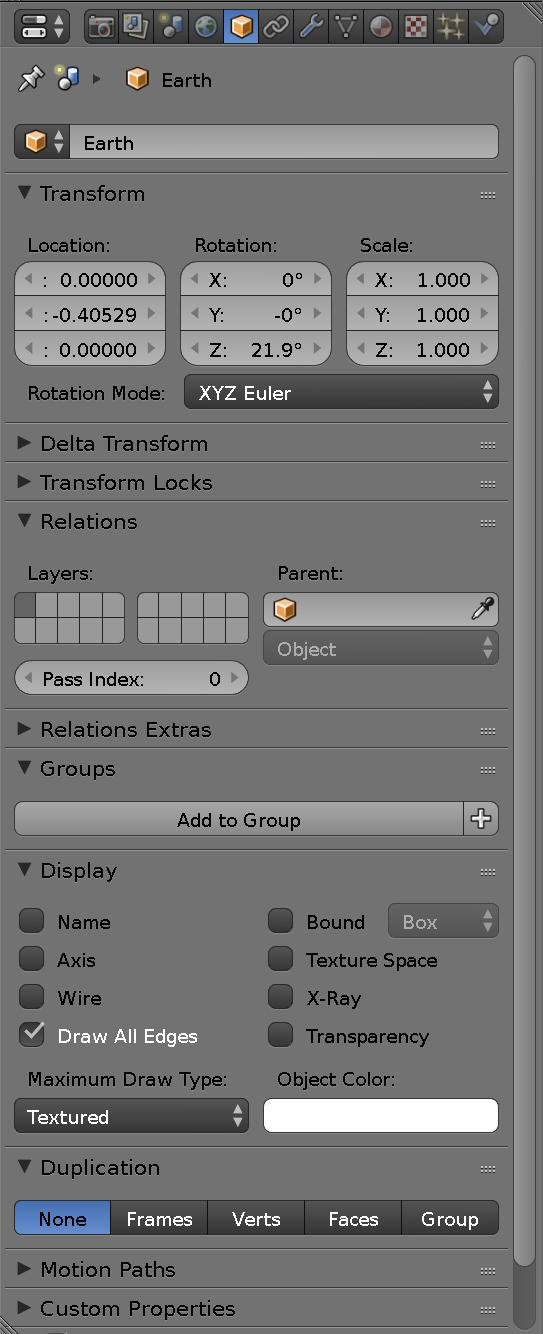 Earth
Earth
Transform
Location: Rotation: Scale:
: 0.00000 X: 0° X: 1.000
:-0.40529 Y: -0° Y: 1.000
: 0.00000 Z: 21.9° Z: 1.000
Rotation Mode: XYZ Euler
Delta Transform
Transform Locks
Relations
Layers: Parent:
Object
Pass Index: 0
Relations Extras
Groups
Add to Group
Display
Name Bound Box
Axis Texture Space
Wire X-Ray
Draw All Edges Transparency
Maximum Draw Type: Object Color:
Textured
Duplication
None Frames Verts Faces Group
Motion Paths
Custom Properties